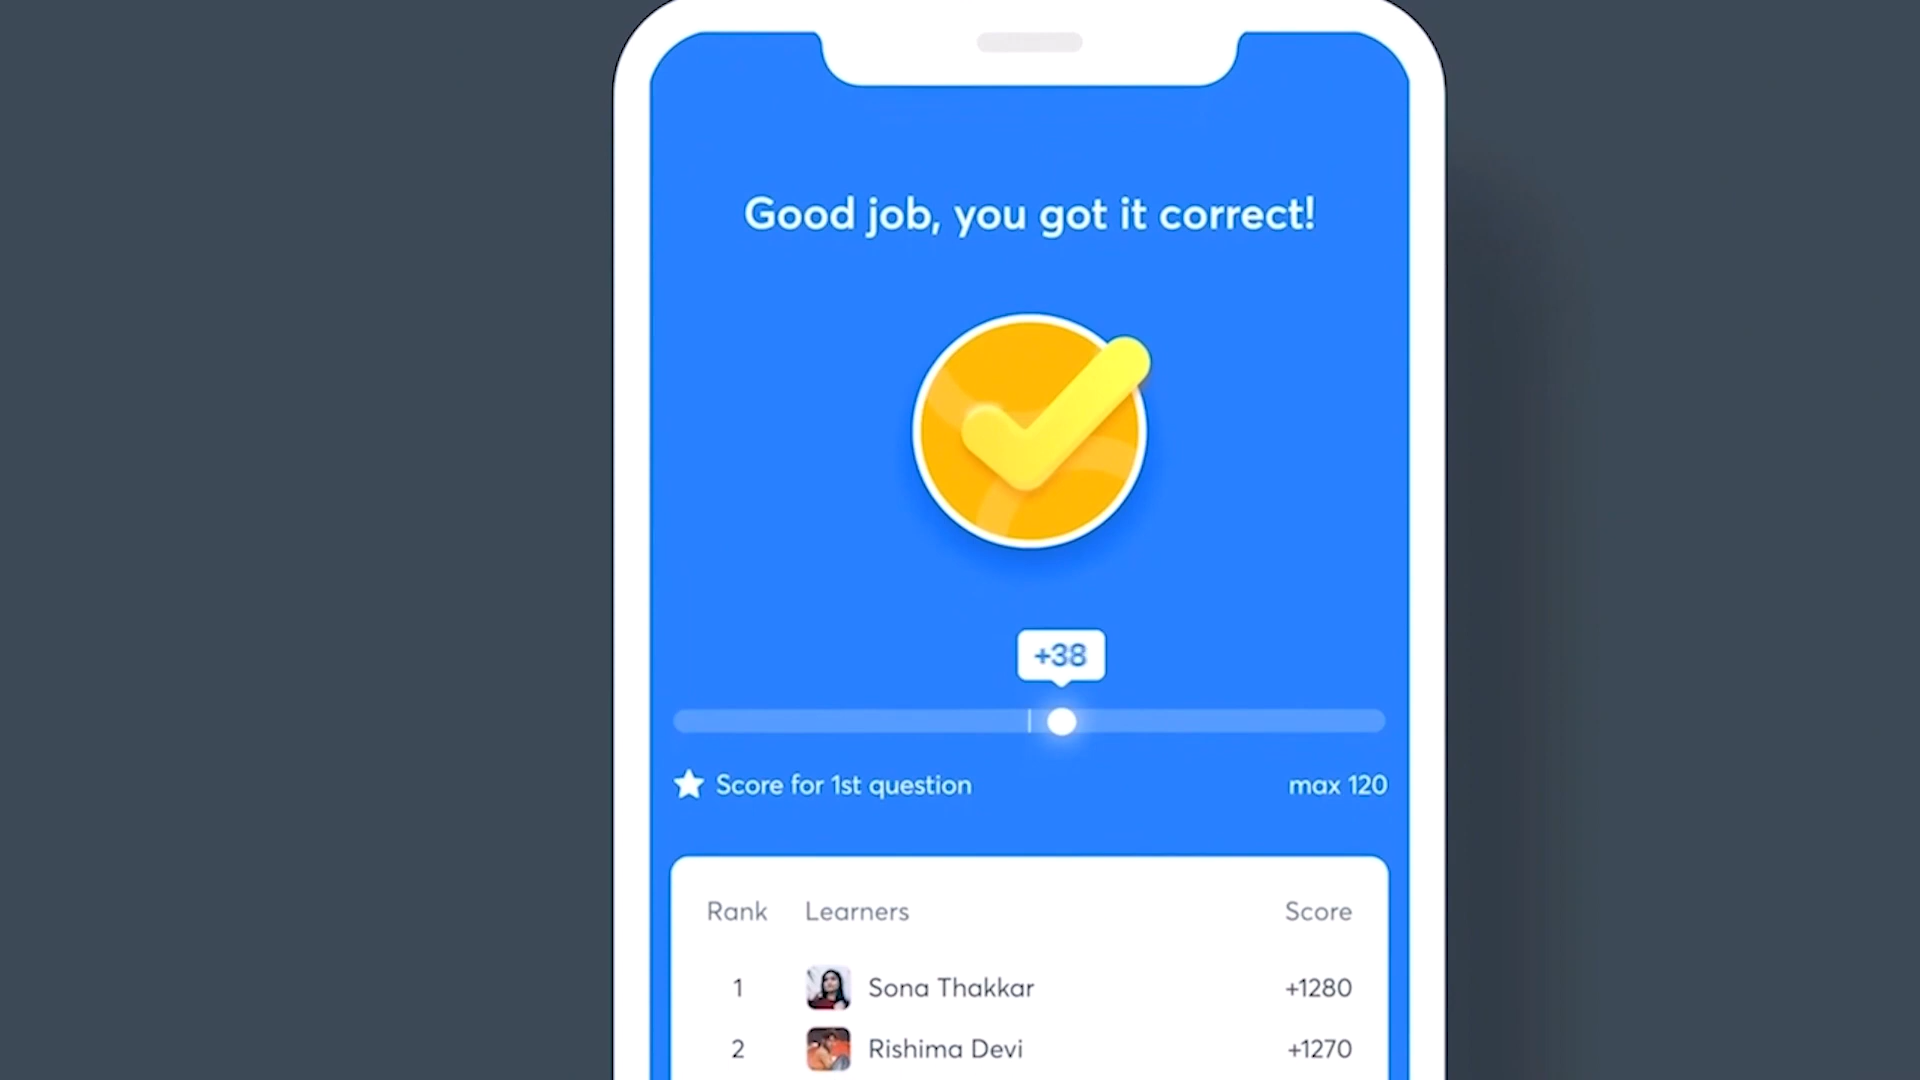 Good job, you got it correct!
+38
Score for 1st question
max 120
Rank Learners Score
1 Sona Thakkar +1280
2 Rishima Devi +1270